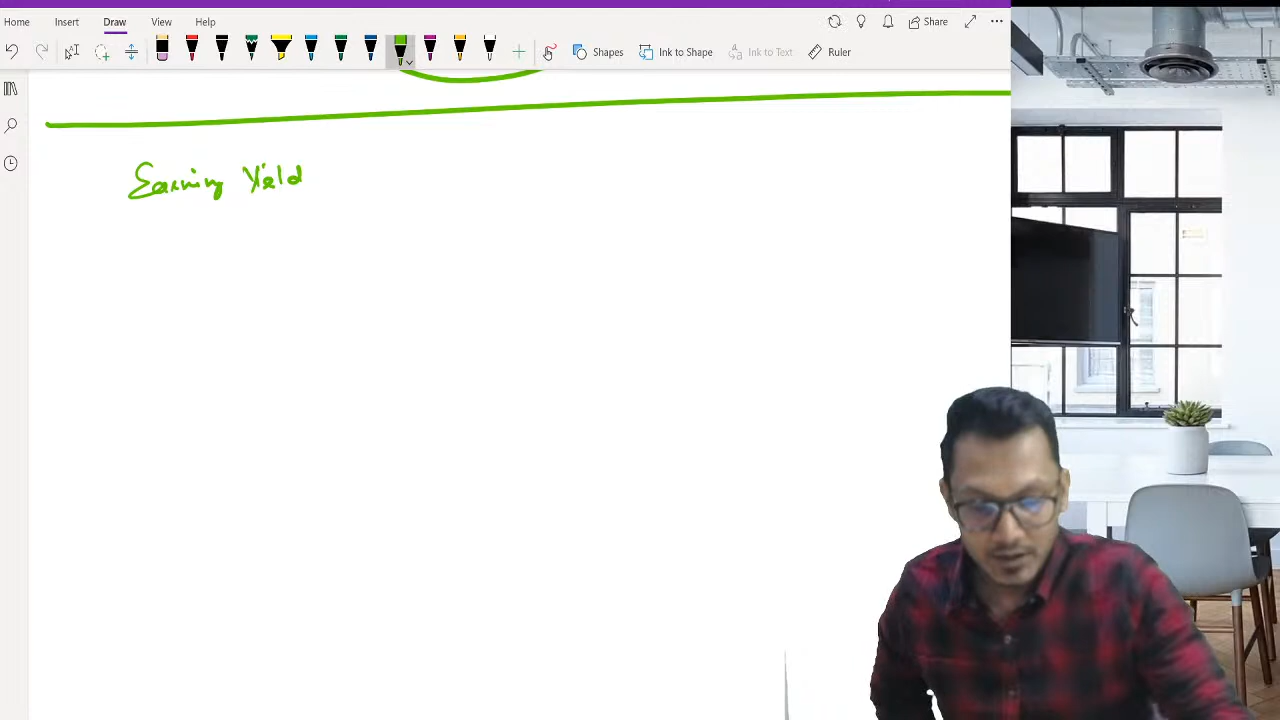 Home Insert Draw View Help Share
Shapes Ink to Shape Ink to Text Ruler
Earning Yield